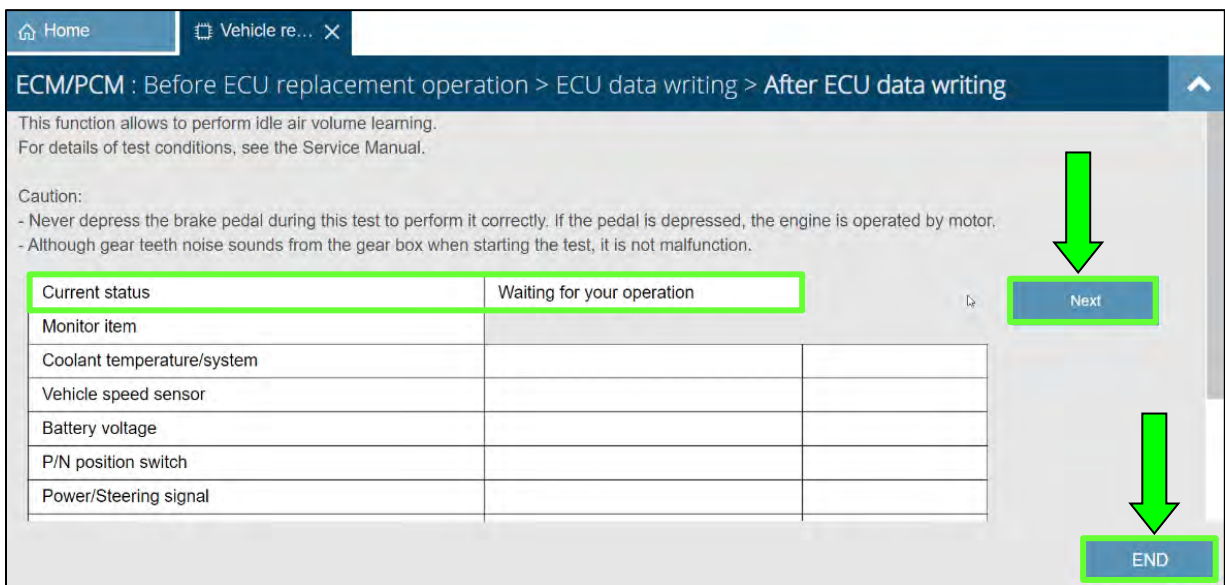 Home
Vehicle re...
ECM/PCM : Before ECU replacement operation > ECU data writing > After ECU data writing
This function allows to perform idle air volume learning.
For details of test conditions, see the Service Manual.
Caution:
- Never depress the brake pedal during this test to perform it correctly. If the pedal is depressed, the engine is operated by motor.
- Although gear teeth noise sounds from the gear box when starting the test, it is not malfunction.
Current status Waiting for your operation
Next
Monitor item
Coolant temperature/system
Vehicle speed sensor
Battery voltage
P/N position switch
Power/Steering signal
END